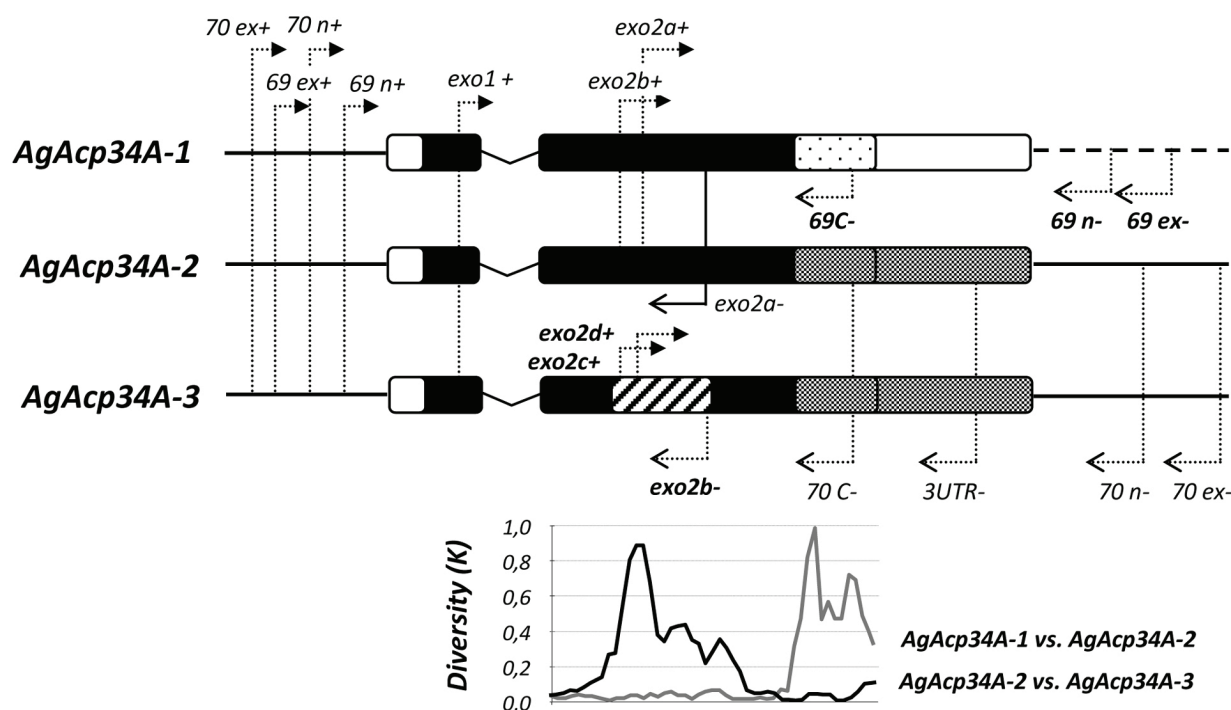 70 ex+
70 n+
exo2a+
69 ex+
69 n+
exo1 +
exo2b+
AgAcp34A-1
69C-
69 n-
69 ex-
AgAcp34A-2
exo2a-
exo2d+
exo2c+
AgAcp34A-3
exo2b-
70 C-
3UTR-
70 n-
70 ex-
Diversity (K)
1,0
0,8
0,6
0,4
0,2
0,0
AgAcp34A-1 vs. AgAcp34A-2
AgAcp34A-2 vs. AgAcp34A-3